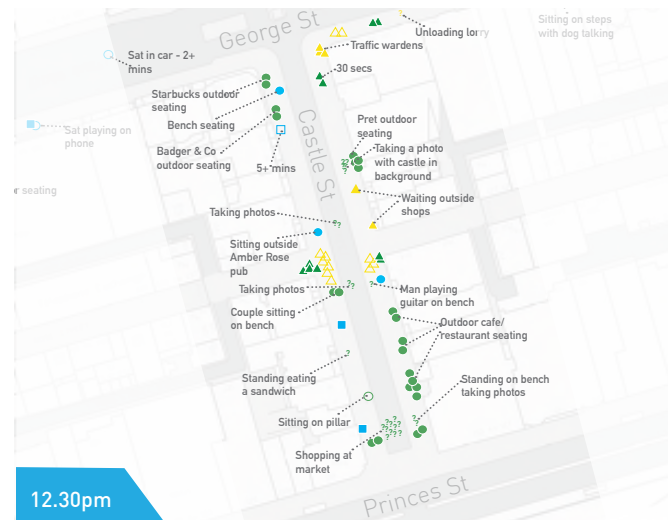 George St
Unloading lorry
Sitting on steps
with dog talking
Sat in car - 2+
mins
Traffic wardens
30 secs
Starbucks outdoor
seating
Bench seating
Castle St
Sat playing on
phone
Badger & Co
outdoor seating
5+ mins
Pret outdoor
seating
Taking a photo
with castle in
background
seating
Waiting outside
shops
Taking photos
Sitting outside
Amber Rose
pub
Taking photos
Man playing
guitar on bench
Couple sitting
on bench
Outdoor cafe/
restaurant seating
Standing eating
a sandwich
Standing on bench
taking photos
Sitting on pillar
Shopping at
market
Princes St
12.30pm